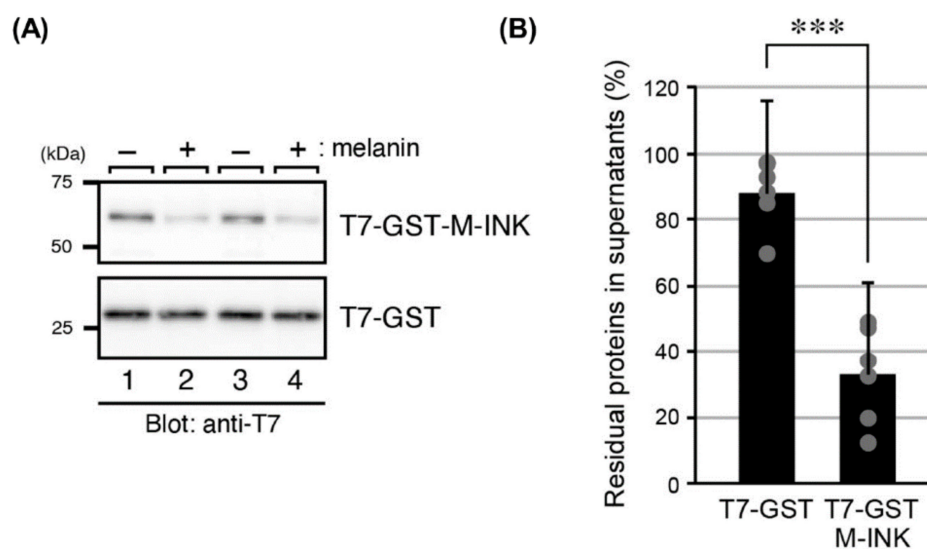 (A)
(kDa)
– + – + : melanin
75
50
T7-GST-M-INK
25
T7-GST
1 2 3 4
Blot: anti-T7
(B)
***
Residual proteins in supernatants (%)
120
100
80
60
40
20
0
T7-GST
T7-GST
M-INK